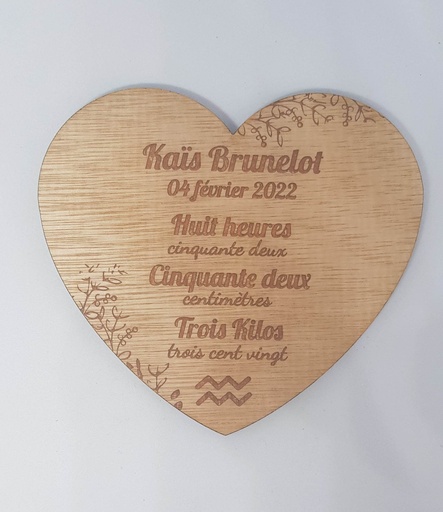 Kaïs Brunelot
04 février 2022
Huit heures
cinquante deux
Cinquante deux
centimètres
Trois Kilos
trois cent vingt